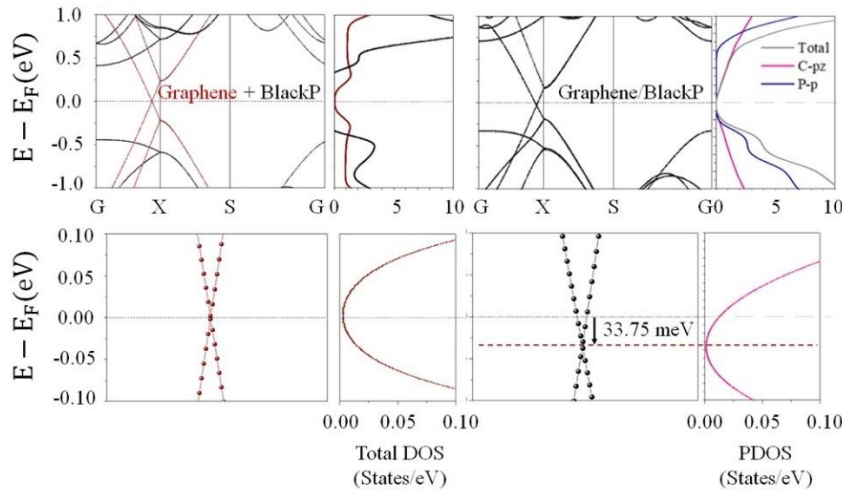 1.0
0.5
0.0
-0.5
-1.0
E − E_F(eV)
Graphene + BlackP
G X S G
0 5 10
Graphene/BlackP
G X S G0 5 10
Total
C-pz
P-p
0.10
0.05
0.00
-0.05
-0.10
E − E_F(eV)
0.00 0.05 0.10
Total DOS
(States/eV)
33.75 meV
0.00 0.05 0.10
PDOS
(States/eV)